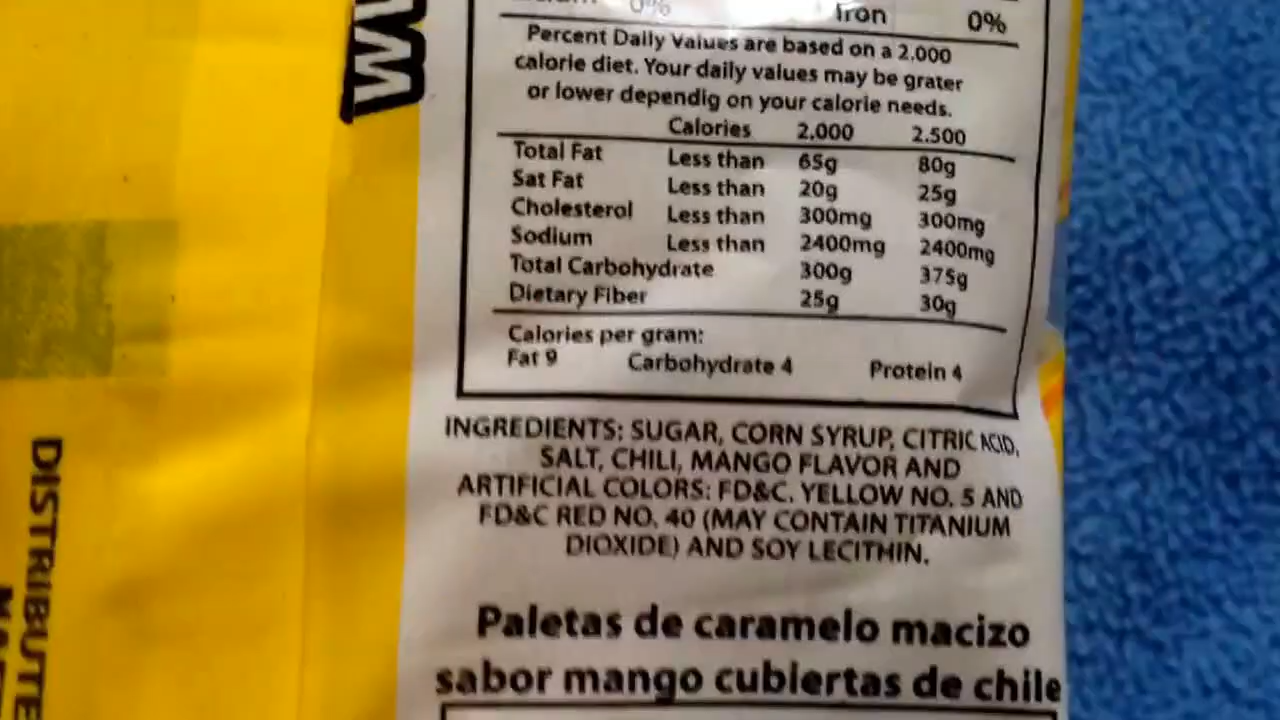 Iron 0%
Percent Daily Values are based on a 2,000
calorie diet. Your daily values may be grater
or lower dependig on your calorie needs.
Calories 2.000 2.500
Total Fat Less than 65g 80g
Sat Fat Less than 20g 25g
Cholesterol Less than 300mg 300mg
Sodium Less than 2400mg 2400mg
Total Carbohydrate 300g 375g
Dietary Fiber 25g 30g
Calories per gram:
Fat 9 Carbohydrate 4 Protein 4
INGREDIENTS: SUGAR, CORN SYRUP, CITRIC ACID,
SALT, CHILI, MANGO FLAVOR AND
ARTIFICIAL COLORS: FD&C. YELLOW NO. 5 AND
FD&C RED NO. 40 (MAY CONTAIN TITANIUM
DIOXIDE) AND SOY LECITHIN.
Paletas de caramelo macizo
sabor mango cubiertas de chile
DISTRIBUTE